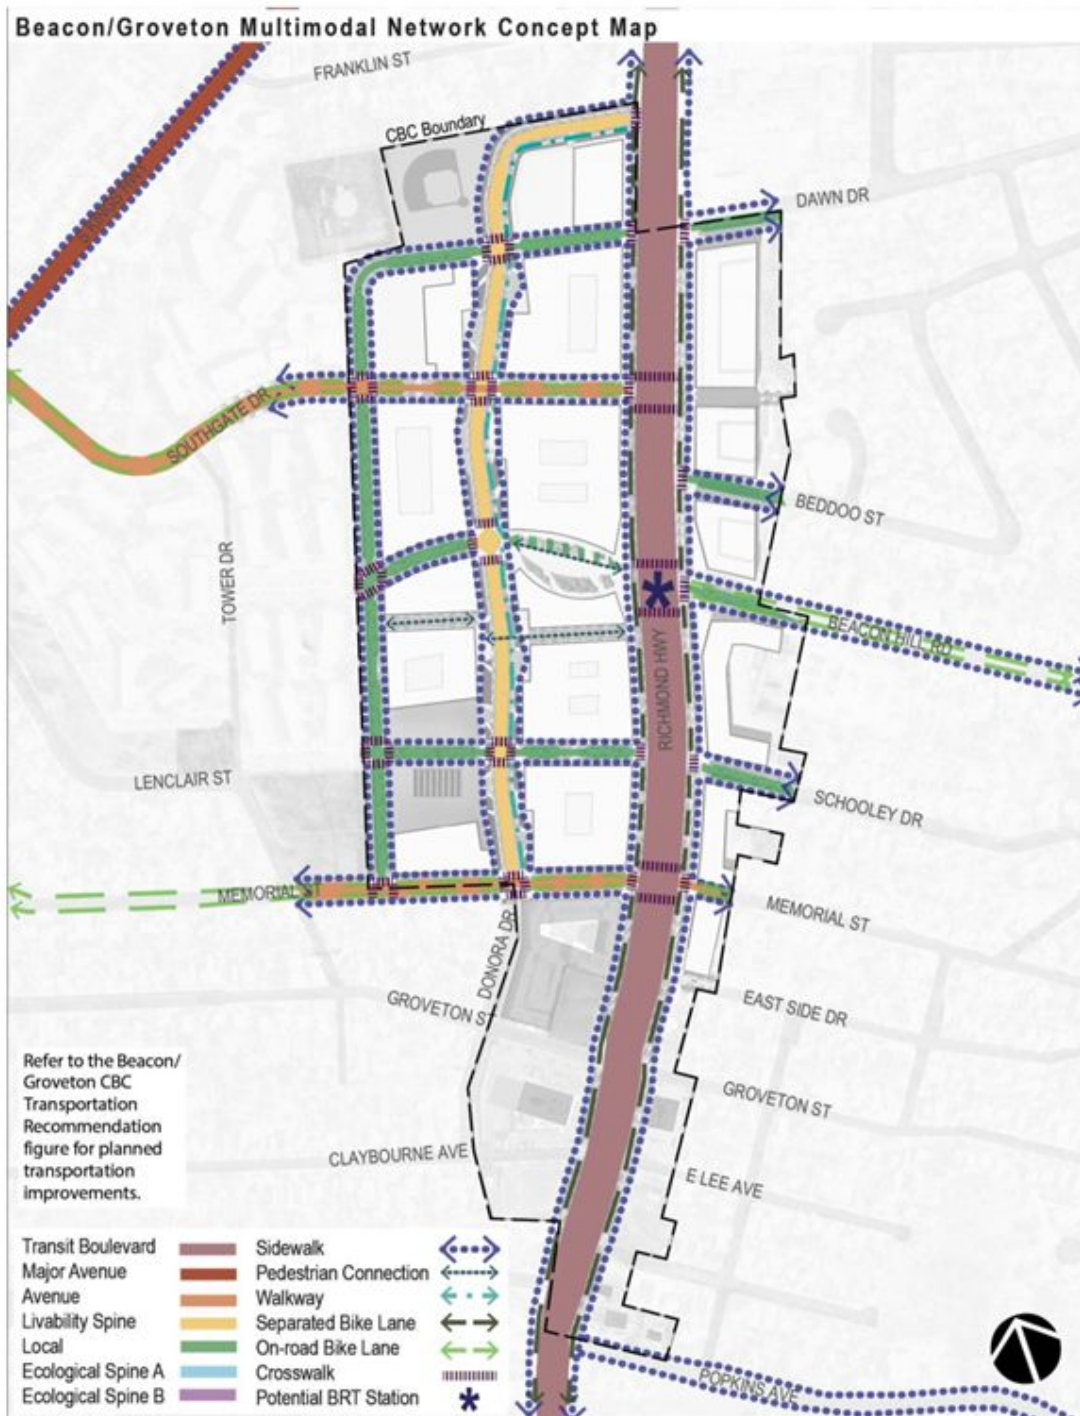 Beacon/Groveton Multimodal Network Concept Map
FRANKLIN ST
CBC Boundary
DAWN DR
SOUTHGATE DR
BEDDOO ST
TOWER DR
BEACON HILL RD
RICHMOND HWY
LENCLAIR ST
SCHOOLEY DR
MEMORIAL ST
MEMORIAL ST
DONORA DR
GROVETON ST
EAST SIDE DR
GROVETON ST
CLAYBOURNE AVE
E LEE AVE
POPKINS AVE
Refer to the Beacon/
Groveton CBC
Transportation
Recommendation
figure for planned
transportation
improvements.
Transit Boulevard
Major Avenue
Avenue
Livability Spine
Local
Ecological Spine A
Ecological Spine B
Sidewalk
Pedestrian Connection
Walkway
Separated Bike Lane
On-road Bike Lane
Crosswalk
Potential BRT Station